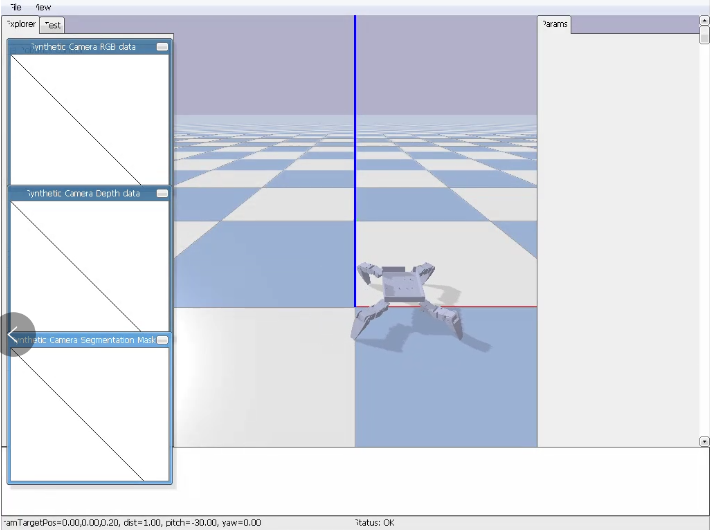 File View
Explorer Test
Params
Synthetic Camera RGB data
Synthetic Camera Depth data
Synthetic Camera Segmentation Mask
ramTargetPos=0.00,0.00,0.20, dist=1.00, pitch=-30.00, yaw=0.00
Status: OK